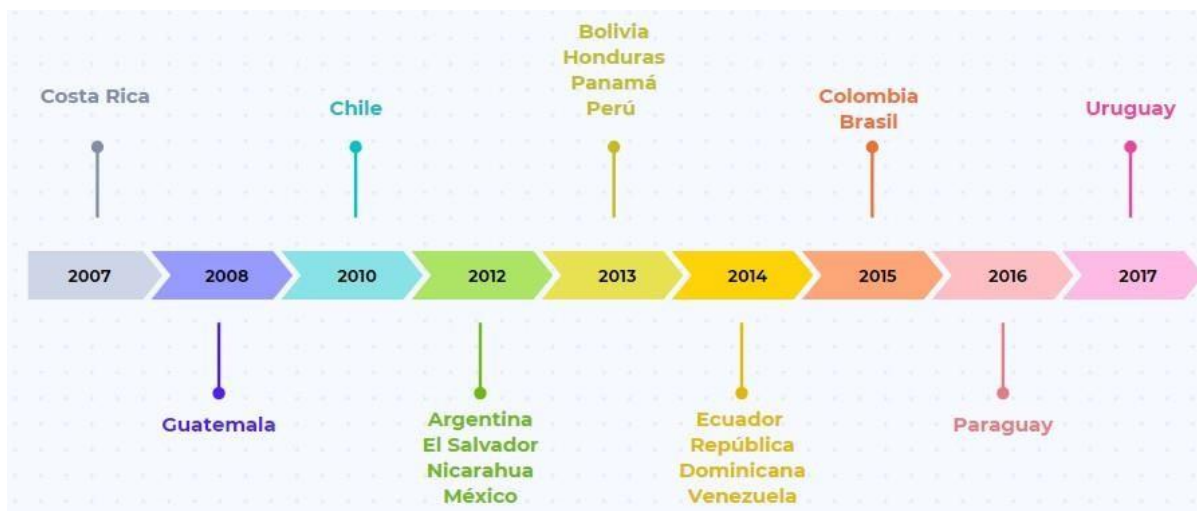 Bolivia
Honduras
Panamá
Perú
Costa Rica
Chile
Colombia
Brasil
Uruguay
2007
2008
2010
2012
2013
2014
2015
2016
2017
Guatemala
Argentina
El Salvador
Nicarahua
México
Ecuador
República
Dominicana
Venezuela
Paraguay